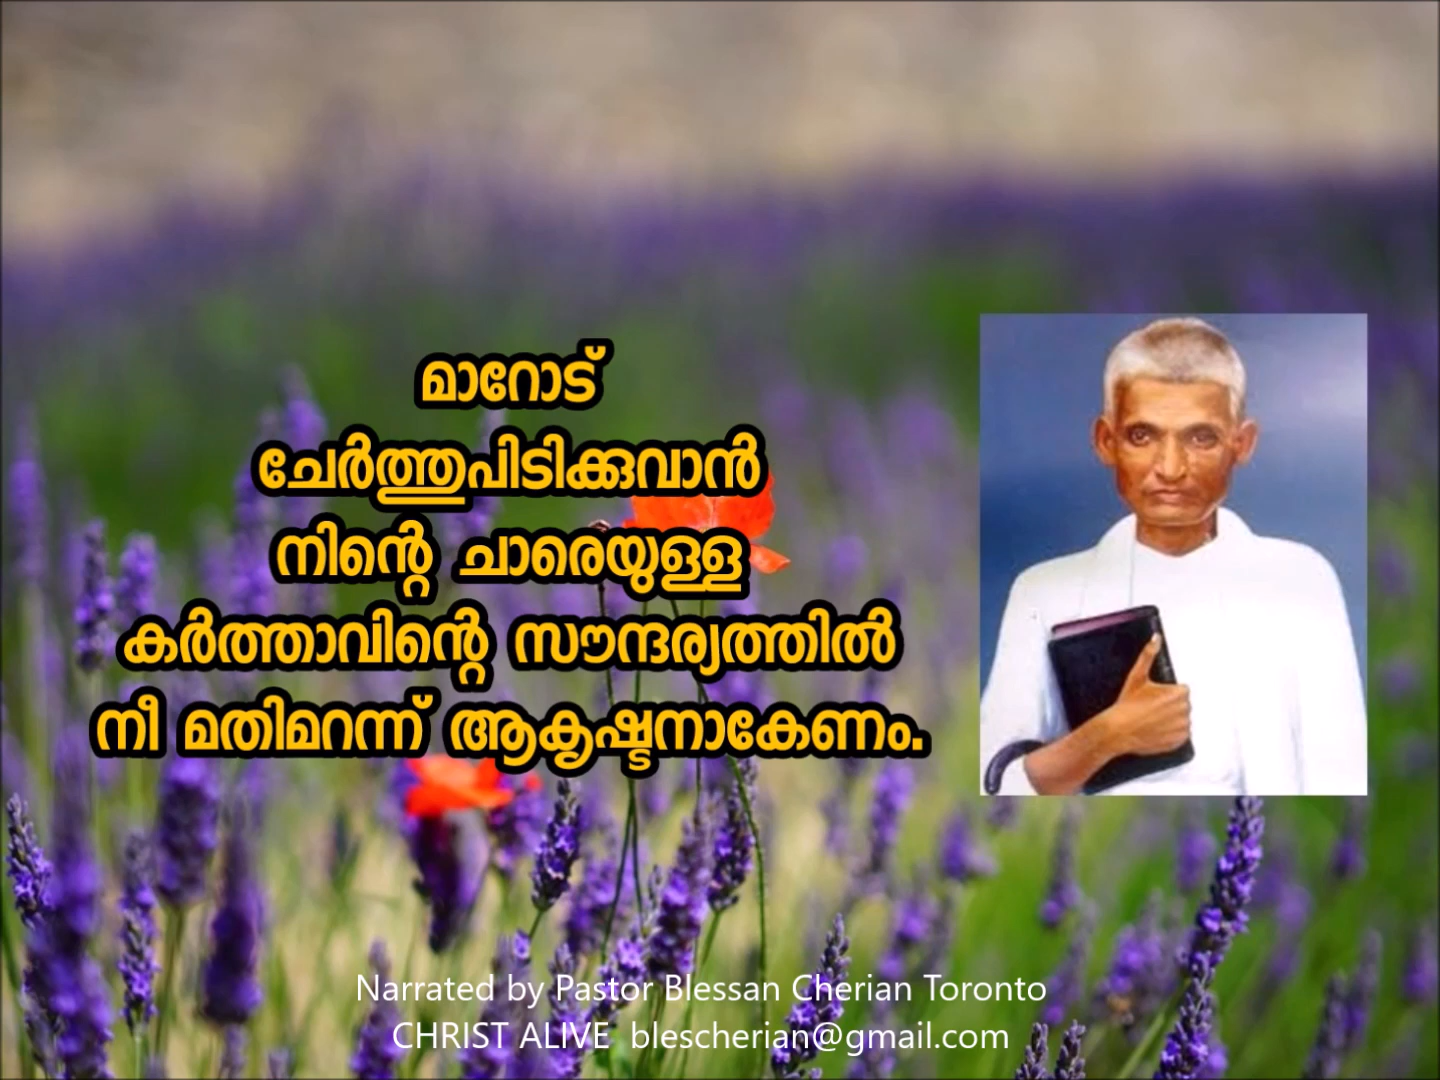 മാറോട്
ചേർത്തുപിടിക്കുവാൻ
നിന്റെ ചാരെയുള്ള
കർത്താവിന്റെ സൗന്ദര്യത്തിൽ
നീ മതിമറന്ന് ആകൃഷ്ടനാകേണം.
Narrated by Pastor Blessan Cherian Toronto
CHRIST ALIVE blescherian@gmail.com